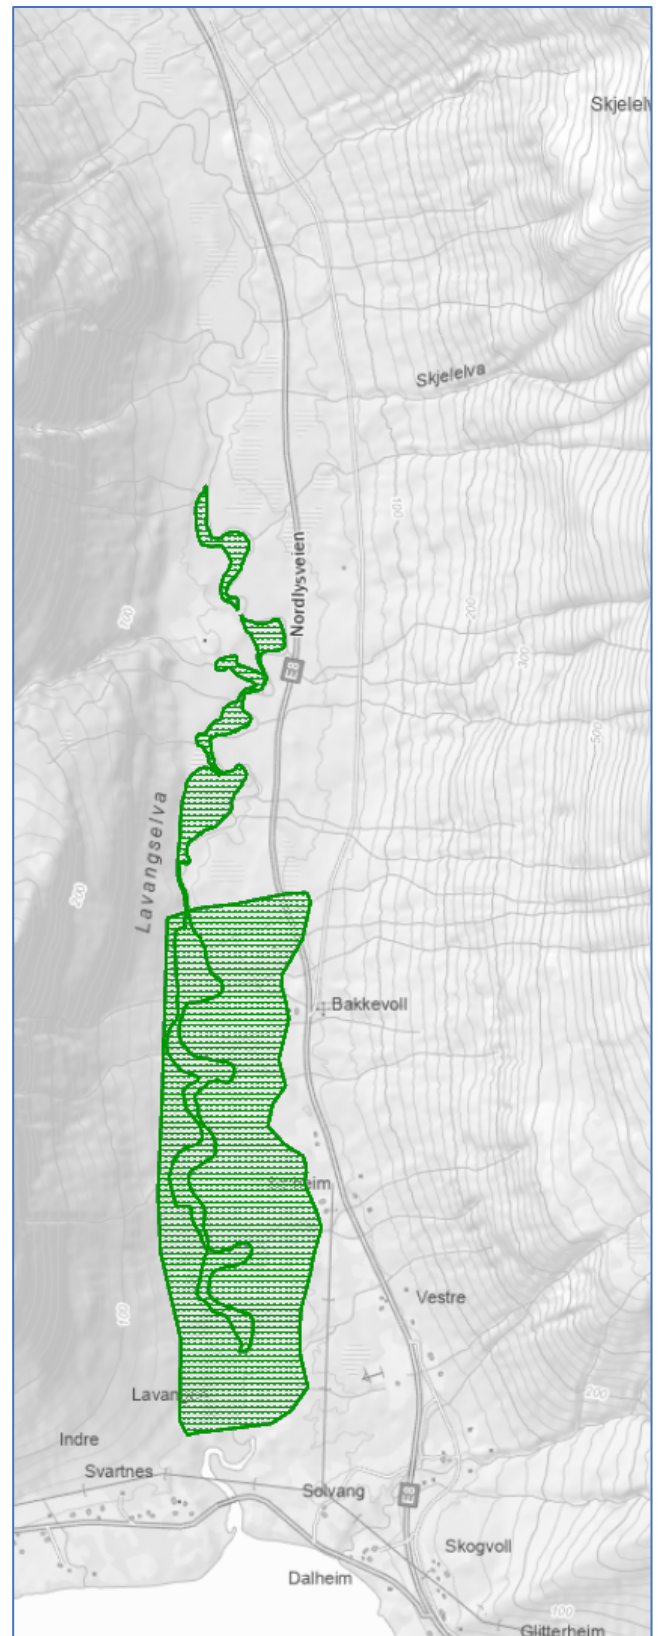 Skjelelv
Skjelelva
100
Nordlysveien
200
100
300
E8
500
Lavangselva
200
Bakkevoll
Vestre
100
200
Indre
Svartnes
Solvang
E8
Skogvoll
Dalheim
100
Glitterheim